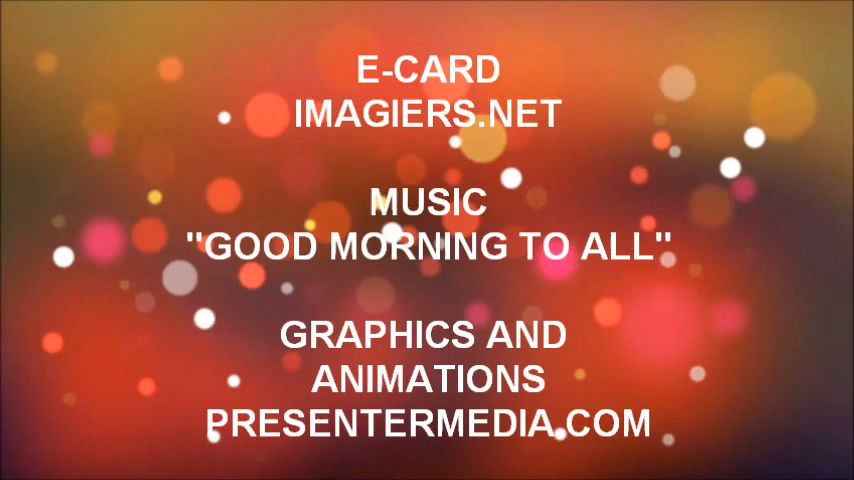 E-CARD
IMAGIERS.NET
MUSIC
"GOOD MORNING TO ALL"
GRAPHICS AND
ANIMATIONS
PRESENTERMEDIA.COM